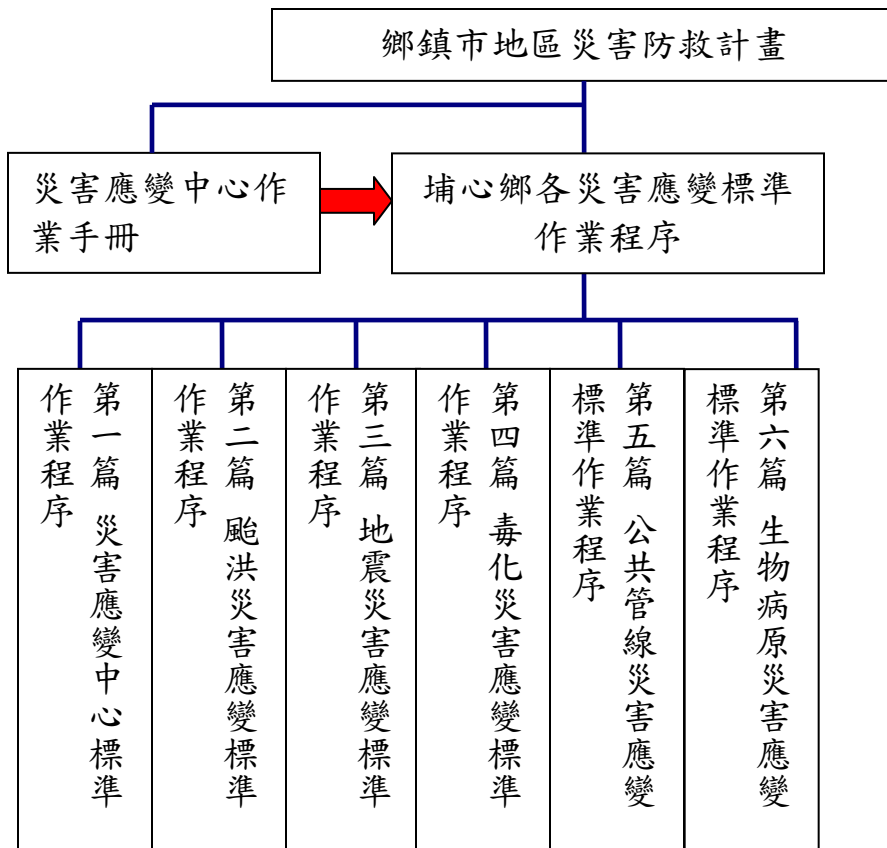 鄉鎮市地區災害防救計畫
災害應變中心作
業手冊
埔心鄉各災害應變標準
作業程序
第一篇 災害應變中心標準
作業程序
第二篇 颱洪災害應變標準
作業程序
第三篇 地震災害應變標準
作業程序
第四篇 毒化災害應變標準
作業程序
第五篇 公共管線災害應變
標準作業程序
第六篇 生物病原災害應變
標準作業程序